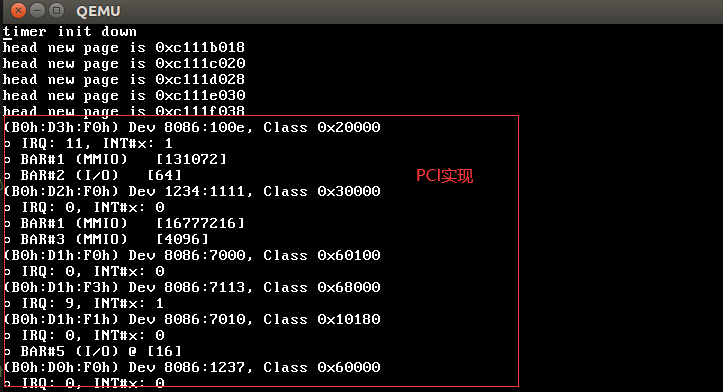 QEMU
timer init down
head new page is 0xc111b018
head new page is 0xc111c020
head new page is 0xc111d028
head new page is 0xc111e030
head new page is 0xc111f038
(B0h:D3h:F0h) Dev 8086:100e, Class 0x20000
o IRQ: 11, INT#x: 1
o BAR#1 (MMIO)   [131072]
o BAR#2 (I/O)   [64]
PCI实现
(B0h:D2h:F0h) Dev 1234:1111, Class 0x30000
o IRQ: 0, INT#x: 0
o BAR#1 (MMIO)   [16777216]
o BAR#3 (MMIO)   [4096]
(B0h:D1h:F0h) Dev 8086:7000, Class 0x60100
o IRQ: 0, INT#x: 0
(B0h:D1h:F3h) Dev 8086:7113, Class 0x68000
o IRQ: 9, INT#x: 1
(B0h:D1h:F1h) Dev 8086:7010, Class 0x10180
o IRQ: 0, INT#x: 0
o BAR#5 (I/O) @ [16]
(B0h:D0h:F0h) Dev 8086:1237, Class 0x60000
o IRQ: 0, INT#x: 0